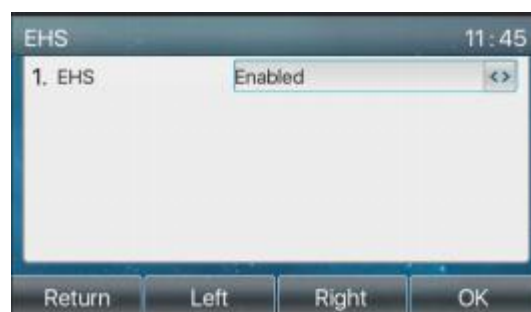 EHS 11:45
1. EHS Enabled <>
Return Left Right OK